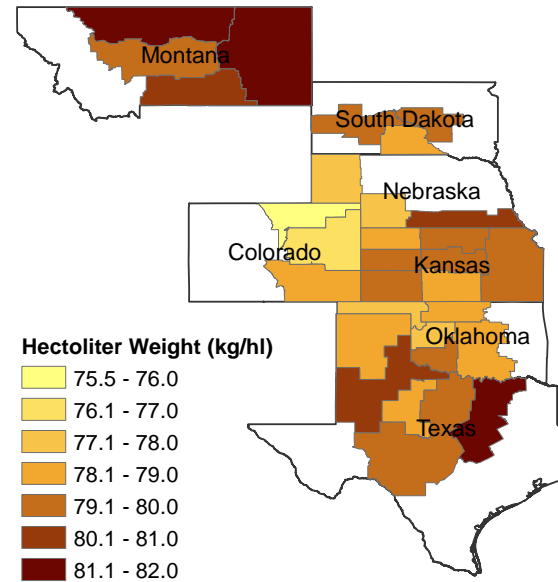 Montana
South Dakota
Nebraska
Colorado
Kansas
Oklahoma
Texas
Hectoliter Weight (kg/hl)
75.5 - 76.0
76.1 - 77.0
77.1 - 78.0
78.1 - 79.0
79.1 - 80.0
80.1 - 81.0
81.1 - 82.0